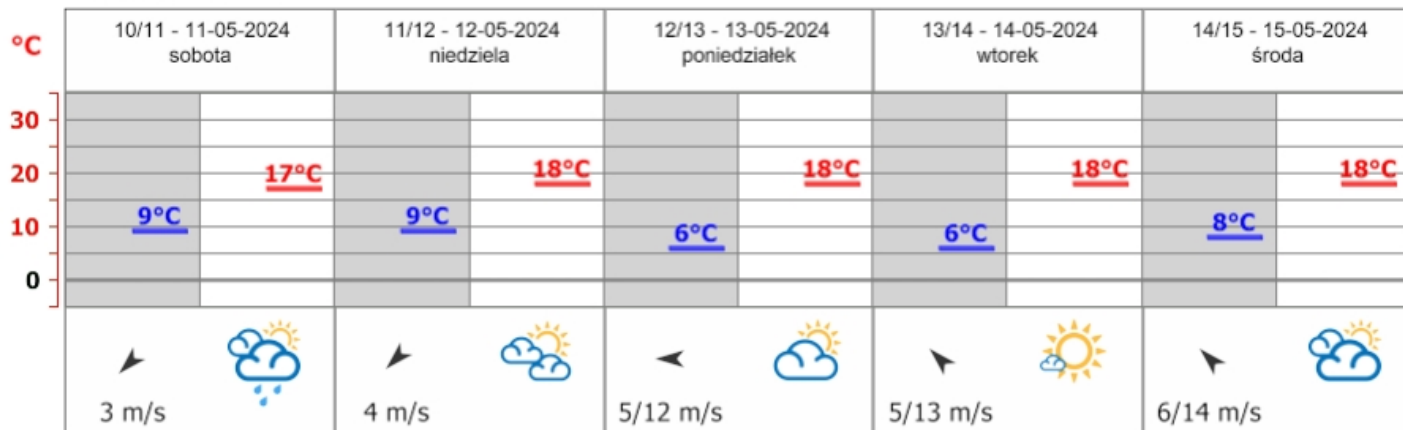 °C
10/11 - 11-05-2024
sobota
11/12 - 12-05-2024
niedziela
12/13 - 13-05-2024
poniedziałek
13/14 - 14-05-2024
wtorek
14/15 - 15-05-2024
środa
30
20
10
0
9°C
17°C
9°C
18°C
6°C
18°C
6°C
18°C
8°C
18°C
3 m/s
4 m/s
5/12 m/s
5/13 m/s
6/14 m/s